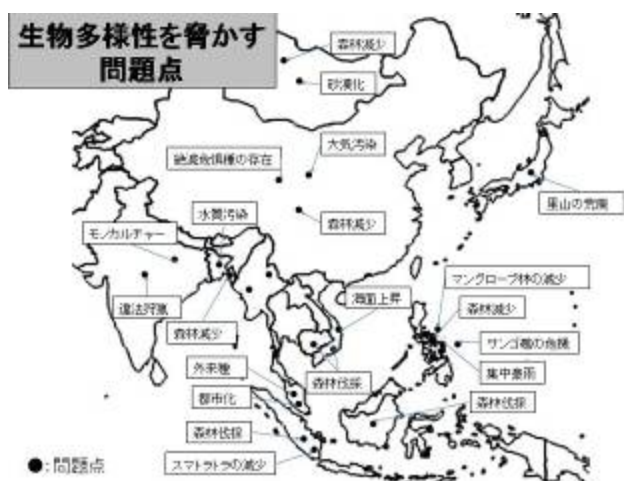 生物多様性を脅かす
問題点
森林減少
砂漠化
大気汚染
絶滅危惧種の存在
水質汚染
森林減少
里山の荒廃
モノカルチャー
違法狩猟
森林減少
海面上昇
マングローブ林の減少
森林減少
サンゴ礁の危機
集中豪雨
外来種
森林伐採
都市化
森林伐採
森林伐採
スマトラトラの減少
●:問題点